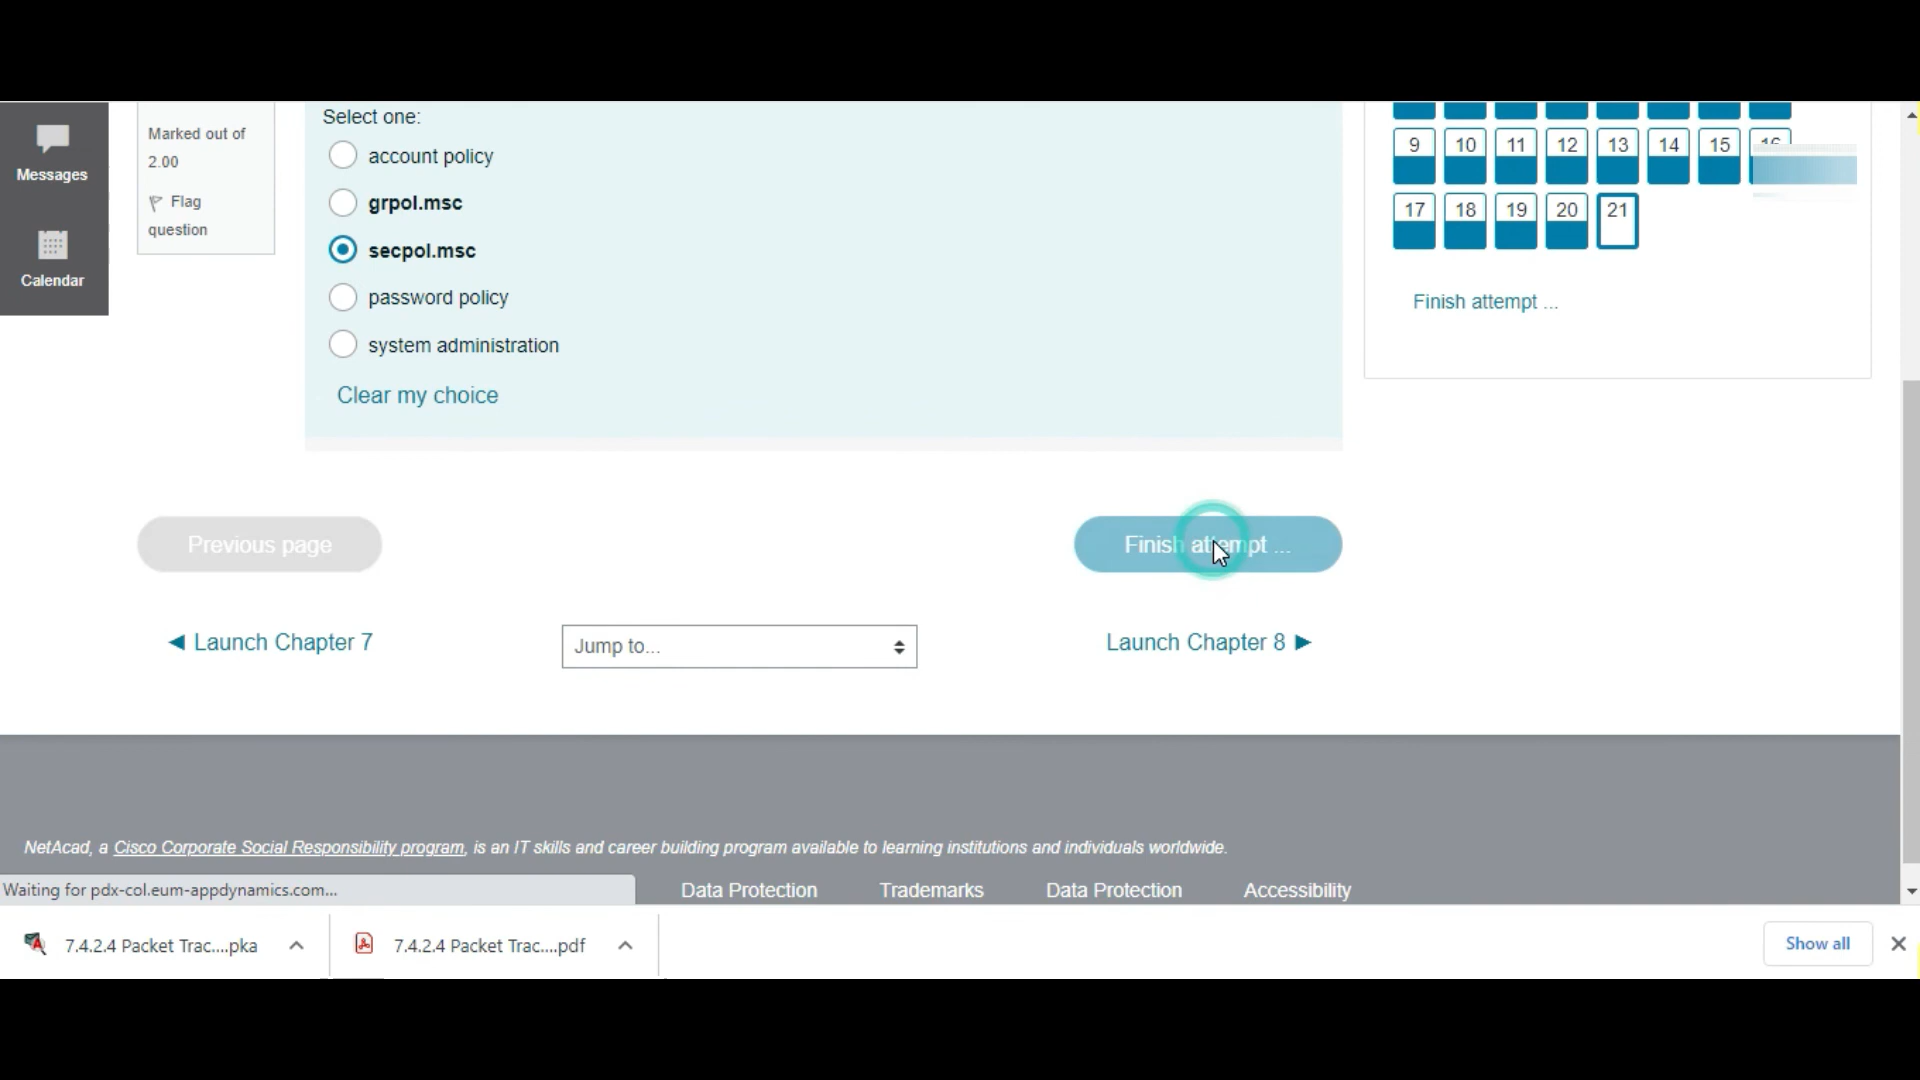 Messages
Calendar
Marked out of
2.00
Flag
question
Select one:
account policy
grpol.msc
secpol.msc
password policy
system administration
Clear my choice
9 10 11 12 13 14 15 16
17 18 19 20 21
Finish attempt ...
Previous page
Finish attempt ...
◄ Launch Chapter 7
Jump to...
Launch Chapter 8 ►
NetAcad, a Cisco Corporate Social Responsibility program, is an IT skills and career building program available to learning institutions and individuals worldwide.
Waiting for pdx-col.eum-appdynamics.com...
Data Protection
Trademarks
Data Protection
Accessibility
7.4.2.4 Packet Trac....pka
7.4.2.4 Packet Trac....pdf
Show all